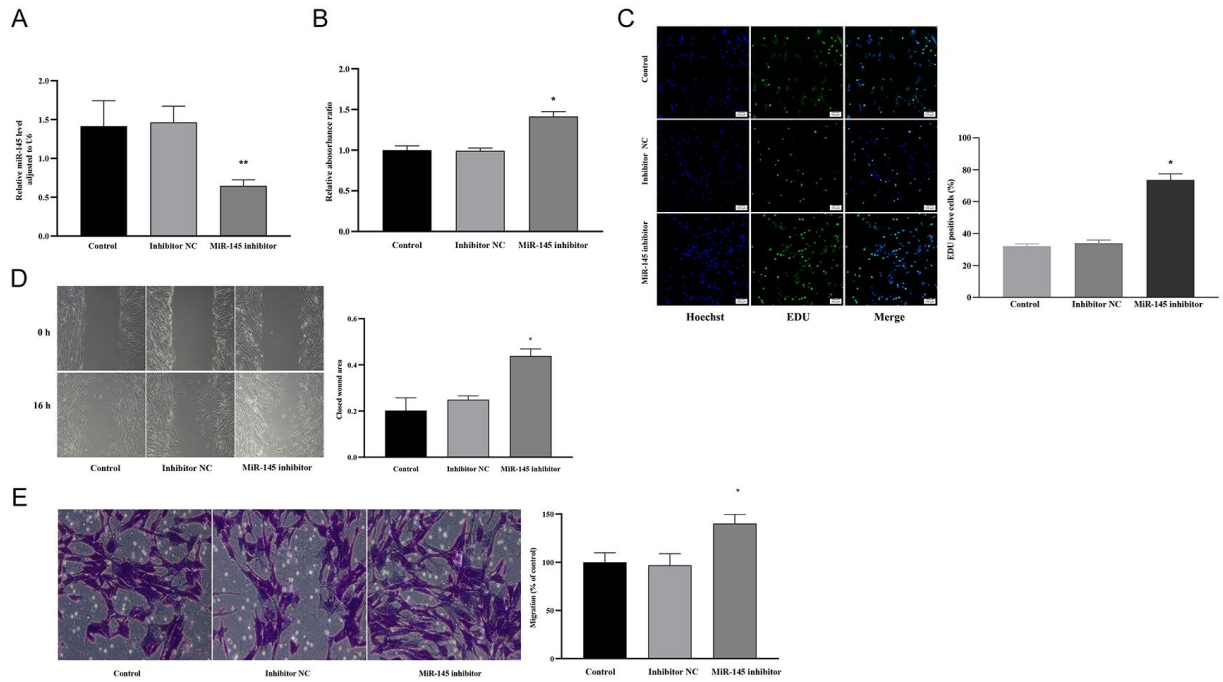 A
Relative miR-145 level
adjusted to U6
2.0
1.5
1.0
0.5
0.0
**
Control
Inhibitor NC
MiR-145 inhibitor
B
Relative abosorbance ratio
2.0
1.5
1.0
0.5
0.0
*
Control
Inhibitor NC
MiR-145 inhibitor
C
Control
Inhibitor NC
MiR-145 inhibitor
Hoechst
EDU
Merge
EDU positive cells (%)
100
80
60
40
20
0
*
Control
Inhibitor NC
MiR-145 inhibitor
D
0 h
16 h
Control
Inhibitor NC
MiR-145 inhibitor
Closed wound area
0.6
0.4
0.2
0.0
*
Control
Inhibitor NC
MiR-145 inhibitor
E
Control
Inhibitor NC
MiR-145 inhibitor
Migration (% of control)
150
100
50
0
*
Control
Inhibitor NC
MiR-145 inhibitor